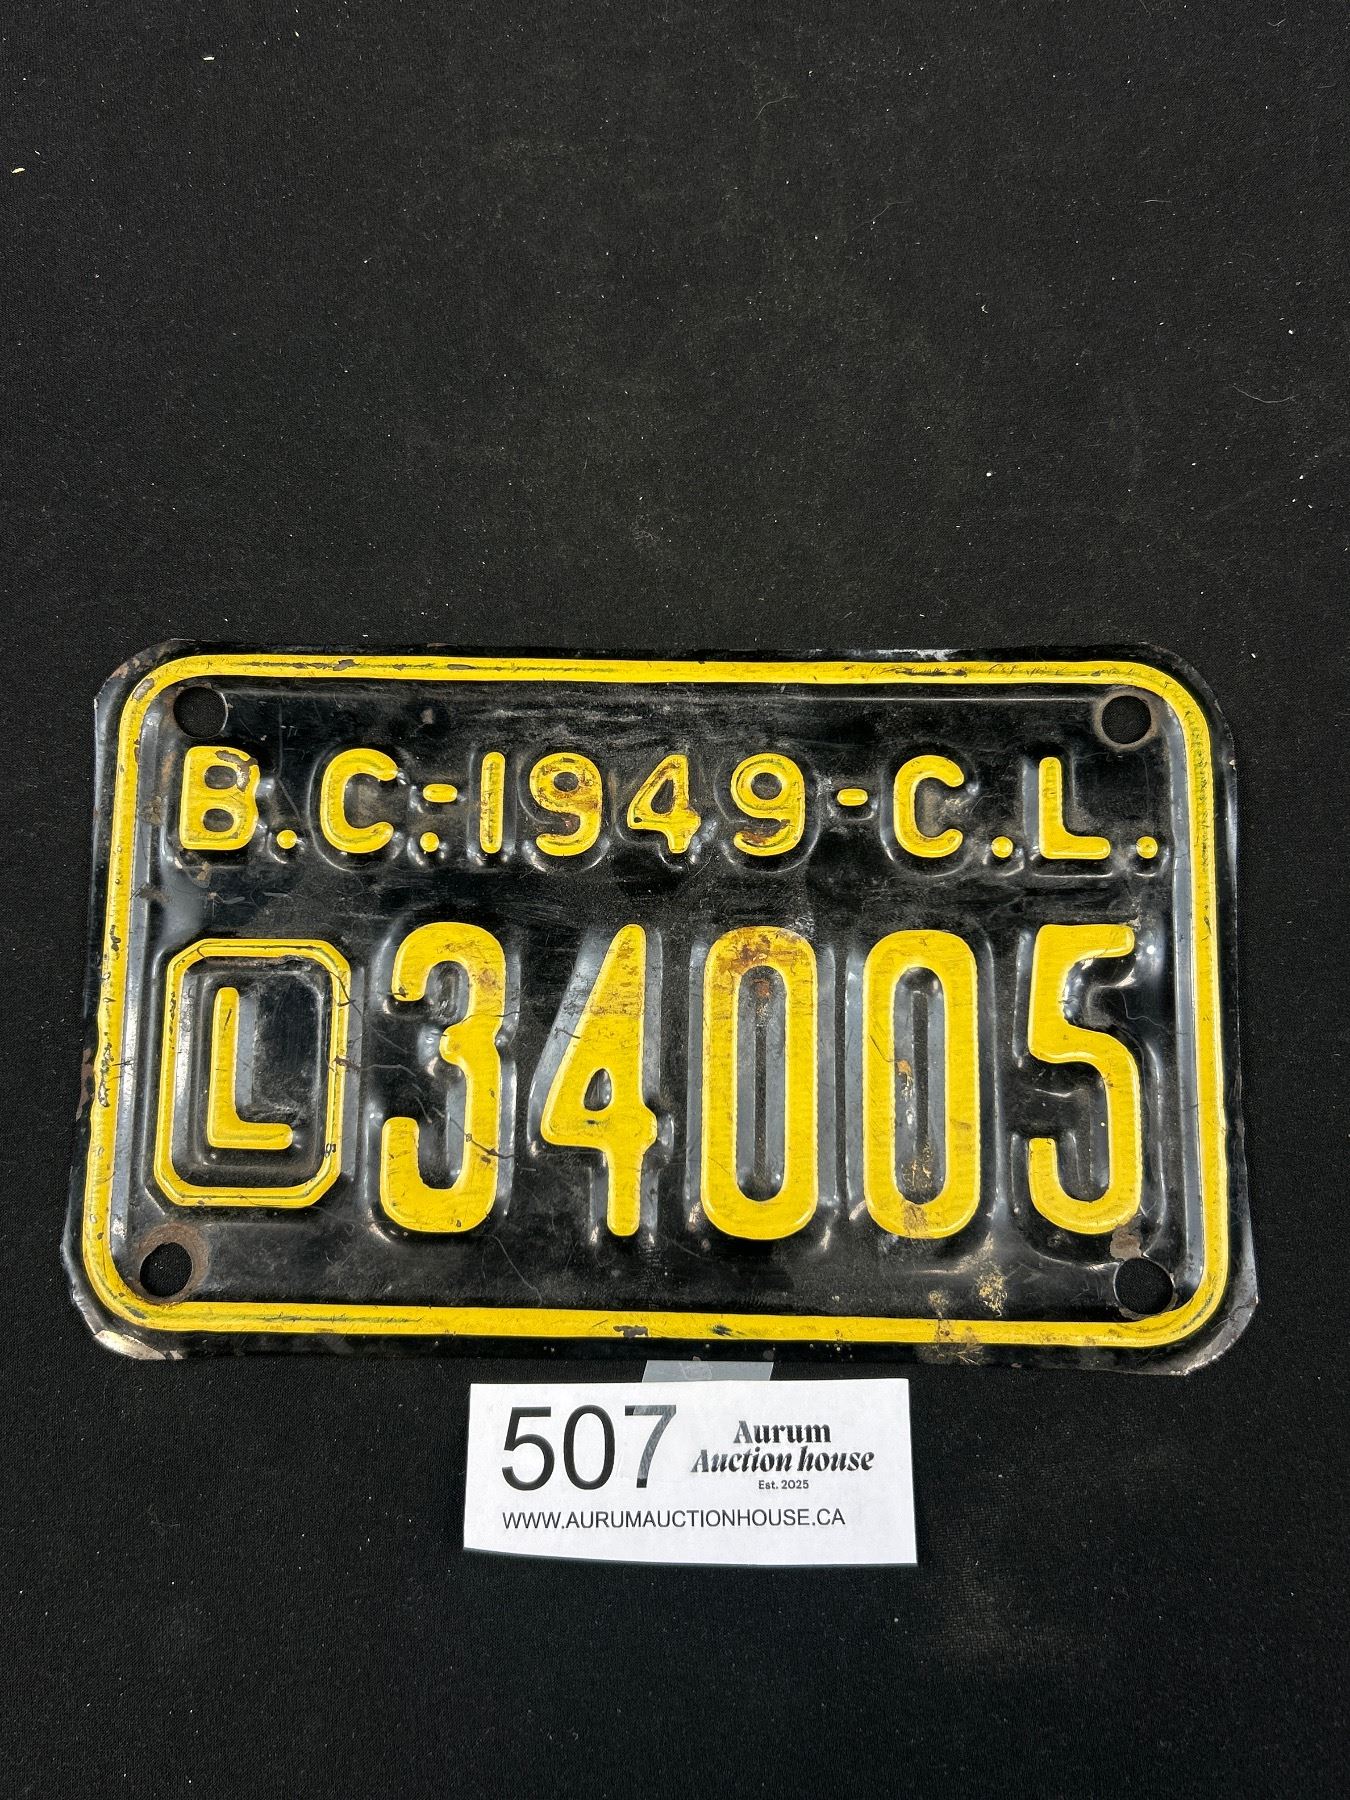 B.C.-1949-C.L.
L 34005
507 Aurum
Auction house
Est. 2025
WWW.AURUMAUCTIONHOUSE.CA